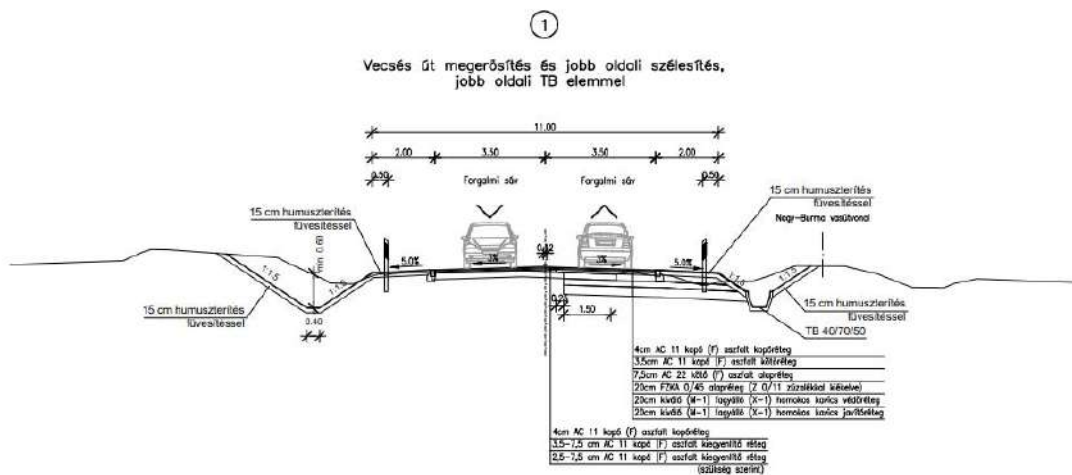 1
Vecsés út megerősítés és jobb oldali szélesítés,
jobb oldali TB elemmel
11.00
2.00 3.50 3.50 2.00
0.50 0.50
Forgalmi sáv Forgalmi sáv
15 cm humuszterítés
füvesítéssel
15 cm humuszterítés
füvesítéssel
Nagy-Burma vasútvonal
min 0.60
1:1.5 1:1.5 5.0% 3% 3% 5.0% 1:1.5 1:1.5
15 cm humuszterítés
füvesítéssel
0.40
1.50
15 cm humuszterítés
füvesítéssel
TB 40/70/50
4cm AC 11 kopó (F) aszfalt kopóréteg
3.5cm AC 11 kopó (F) aszfalt kötőréteg
7,5cm AC 22 kötő (F) aszfalt alapréteg
20cm FZKA 0/45 alapréteg (Z 0/11 zúzalékkal kiékelve)
20cm kiváló (M-1) fagyálló (X-1) homokos kavics védőréteg
20cm kiváló (M-1) fagyálló (X-1) homokos kavics javítóréteg
4cm AC 11 kopó (F) aszfalt kopóréteg
3.5-7,5 cm AC 11 kopó (F) aszfalt kiegyenlítő réteg
2,5-7,5 cm AC 11 kopó (F) aszfalt kiegyenlítő réteg
(szükség szerint)